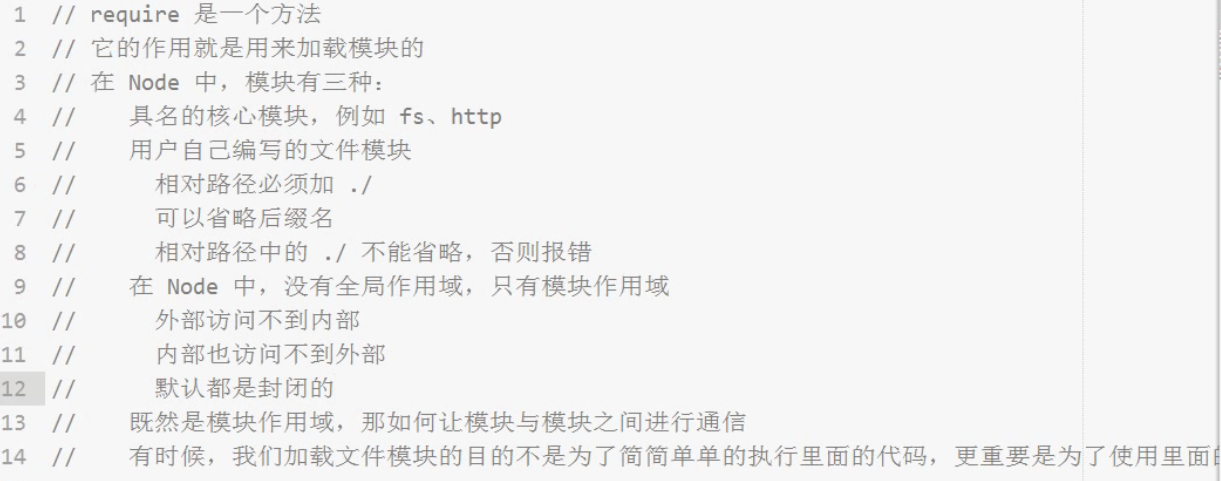 1 // require 是一个方法
2 // 它的作用就是用来加载模块的
3 // 在 Node 中，模块有三种：
4 //    具名的核心模块，例如 fs、http
5 //    用户自己编写的文件模块
6 //      相对路径必须加 ./
7 //      可以省略后缀名
8 //      相对路径中的 ./ 不能省略，否则报错
9 //    在 Node 中，没有全局作用域，只有模块作用域
10 //      外部访问不到内部
11 //      内部也访问不到外部
12 //      默认都是封闭的
13 //    既然是模块作用域，那如何让模块与模块之间进行通信
14 //    有时候，我们加载文件模块的目的不是为了简简单单的执行里面的代码，更重要是为了使用里面